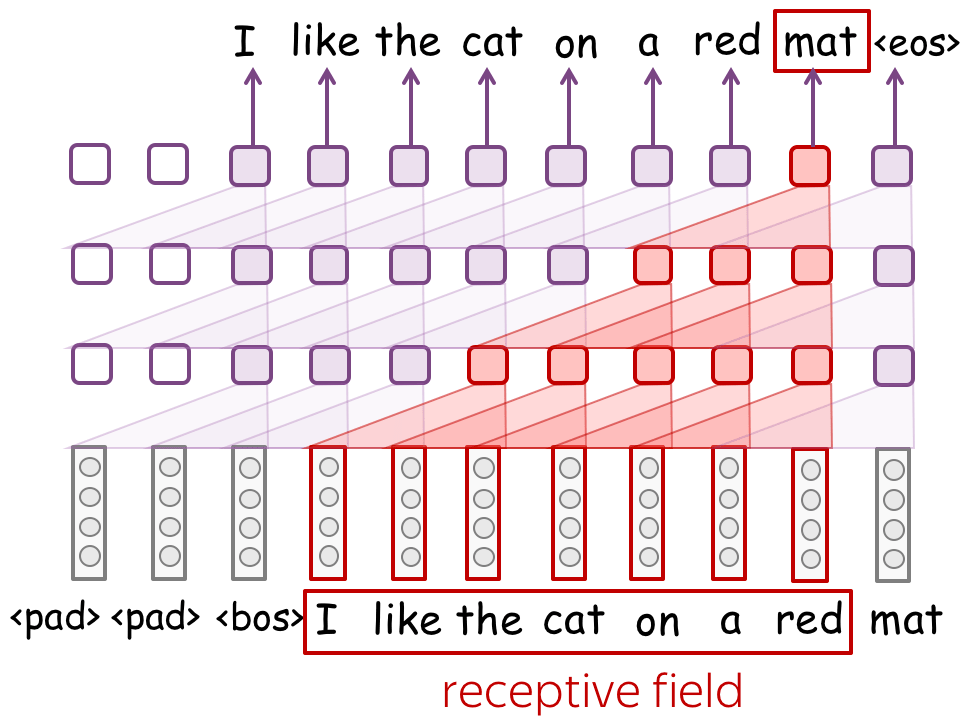 I like the cat on a red mat <eos>
<pad> <pad> <bos> I like the cat on a red mat
receptive field